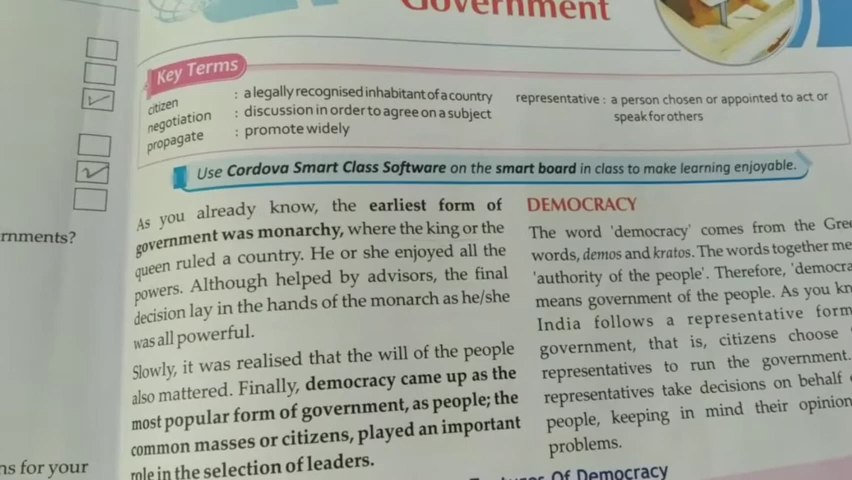 Government
Key Terms
citizen : a legally recognised inhabitant of a country
negotiation : discussion in order to agree on a subject
propagate : promote widely
representative : a person chosen or appointed to act or
speak for others
Use Cordova Smart Class Software on the smart board in class to make learning enjoyable.
As you already know, the earliest form of
government was monarchy, where the king or the
queen ruled a country. He or she enjoyed all the
powers. Although helped by advisors, the final
decision lay in the hands of the monarch as he/she
was all powerful.
Slowly, it was realised that the will of the people
also mattered. Finally, democracy came up as the
most popular form of government, as people; the
common masses or citizens, played an important
role in the selection of leaders.
DEMOCRACY
The word 'democracy' comes from the Gree
words, demos and kratos. The words together me
'authority of the people'. Therefore, 'democra
means government of the people. As you kn
India follows a representative form
government, that is, citizens choose
representatives to run the government.
representatives take decisions on behalf
people, keeping in mind their opinion
problems.
Of Democracy
rnments?
ns for your